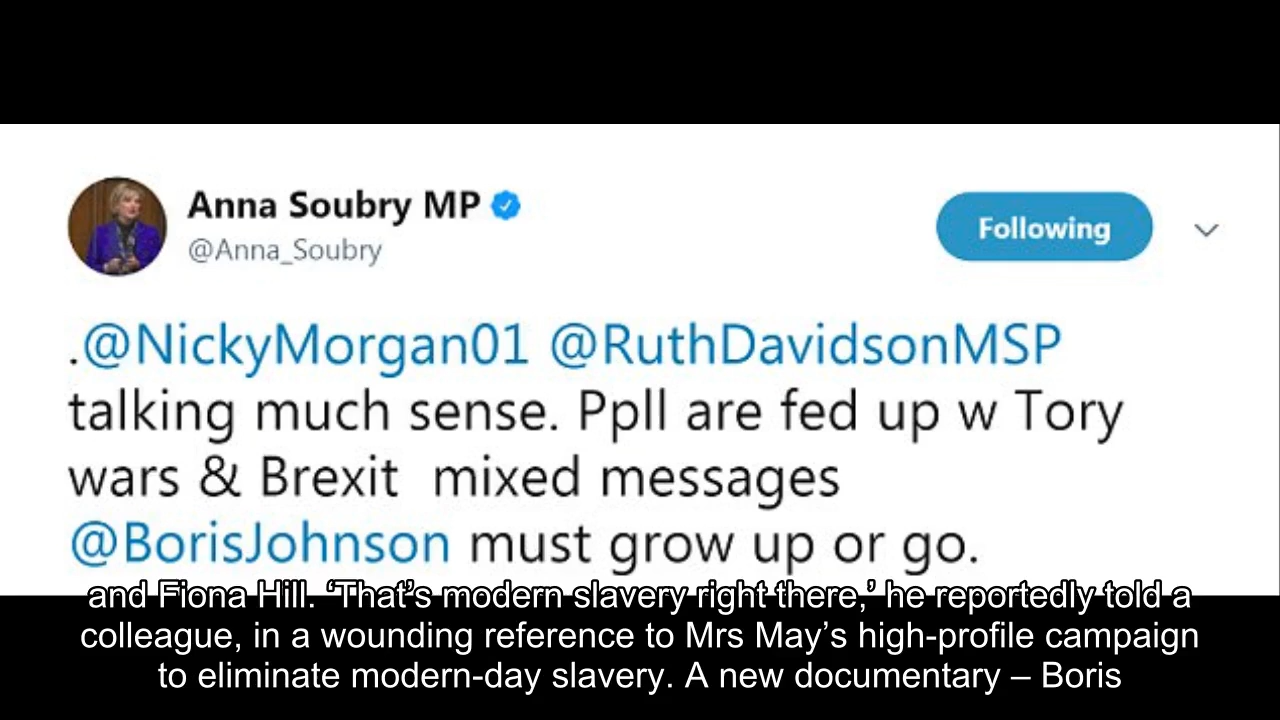 Anna Soubry MP
@Anna_Soubry
Following
.@NickyMorgan01 @RuthDavidsonMSP
talking much sense. Ppll are fed up w Tory
wars & Brexit  mixed messages
@BorisJohnson must grow up or go.
and Fiona Hill. ‘That’s modern slavery right there,’ he reportedly told a
colleague, in a wounding reference to Mrs May’s high-profile campaign
to eliminate modern-day slavery. A new documentary – Boris